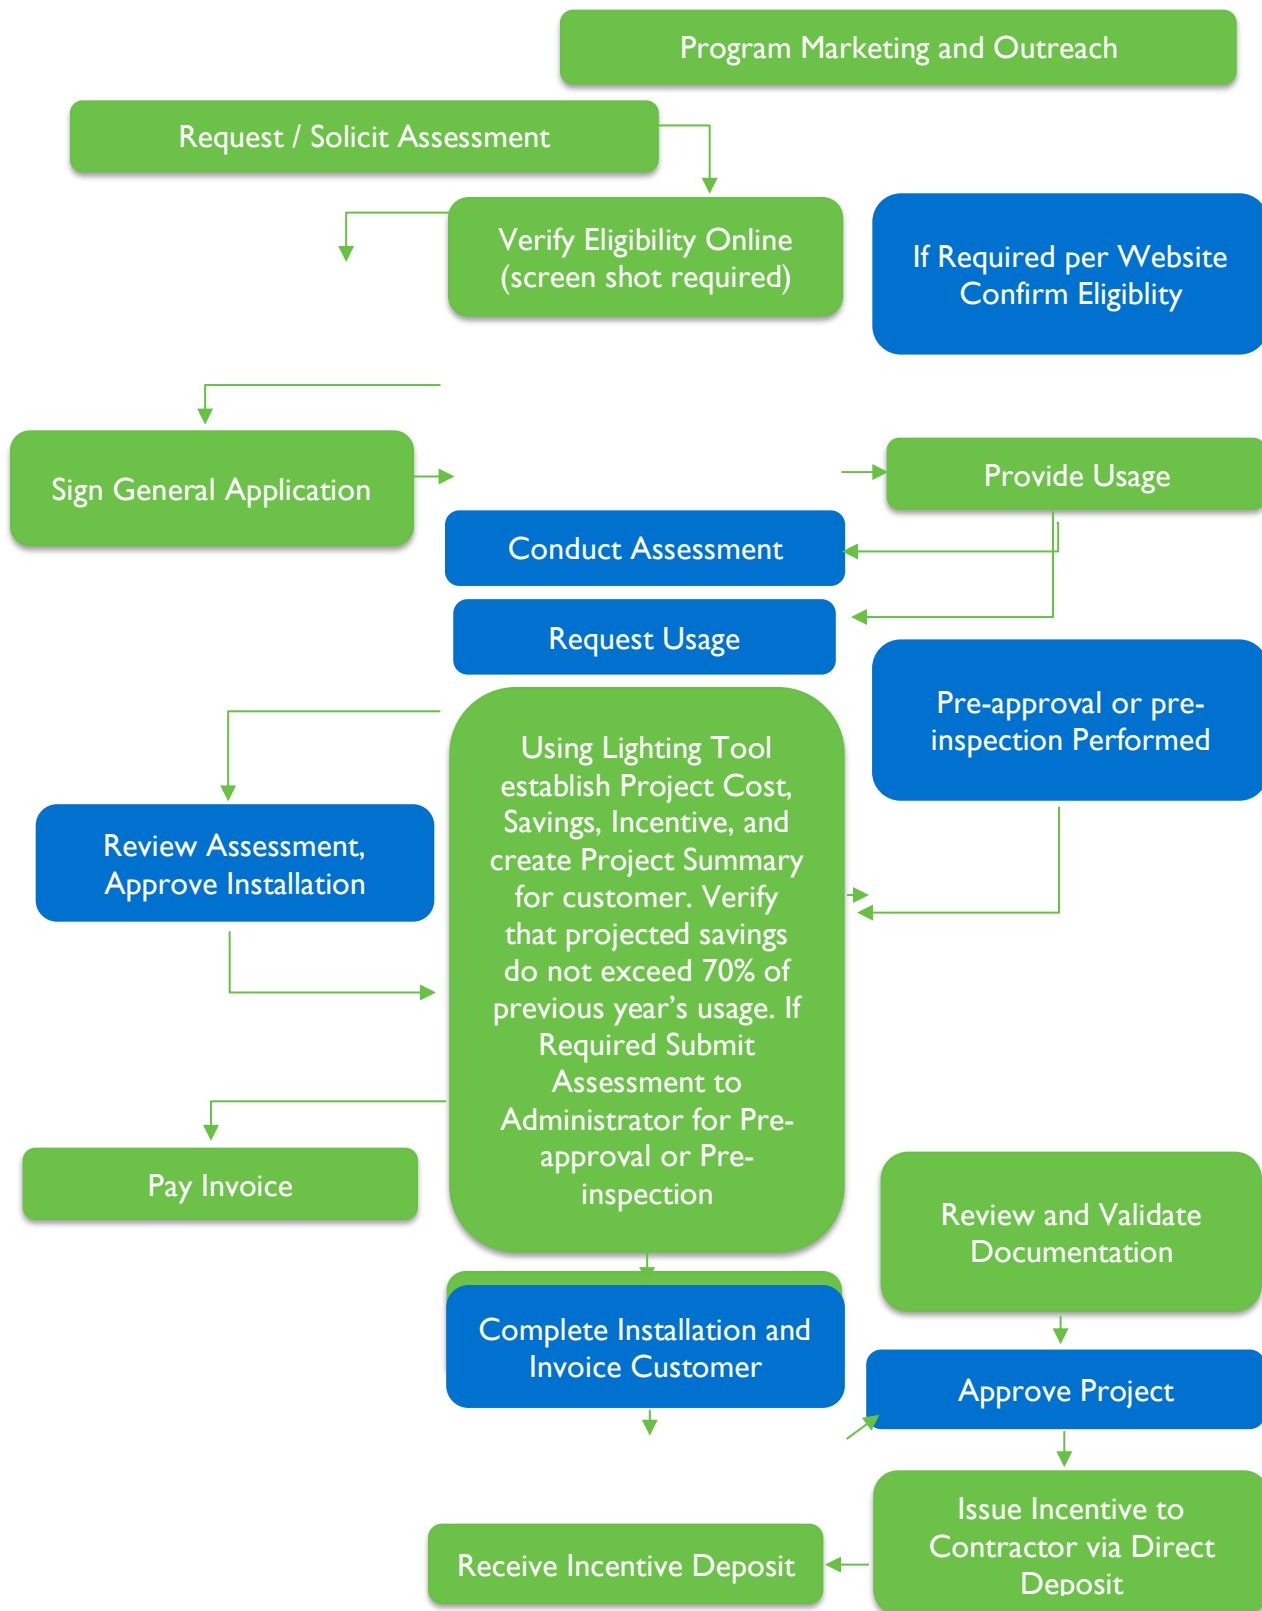 Program Marketing and Outreach
Request / Solicit Assessment
Verify Eligibility Online
(screen shot required)
If Required per Website
Confirm Eligiblity
Sign General Application
Provide Usage
Conduct Assessment
Request Usage
Pre-approval or pre-
inspection Performed
Using Lighting Tool
establish Project Cost,
Savings, Incentive, and
create Project Summary
for customer. Verify
that projected savings
do not exceed 70% of
previous year’s usage. If
Required Submit
Assessment to
Administrator for Pre-
approval or Pre-
inspection
Review Assessment,
Approve Installation
Pay Invoice
Review and Validate
Documentation
Complete Installation and
Invoice Customer
Approve Project
Issue Incentive to
Contractor via Direct
Deposit
Receive Incentive Deposit